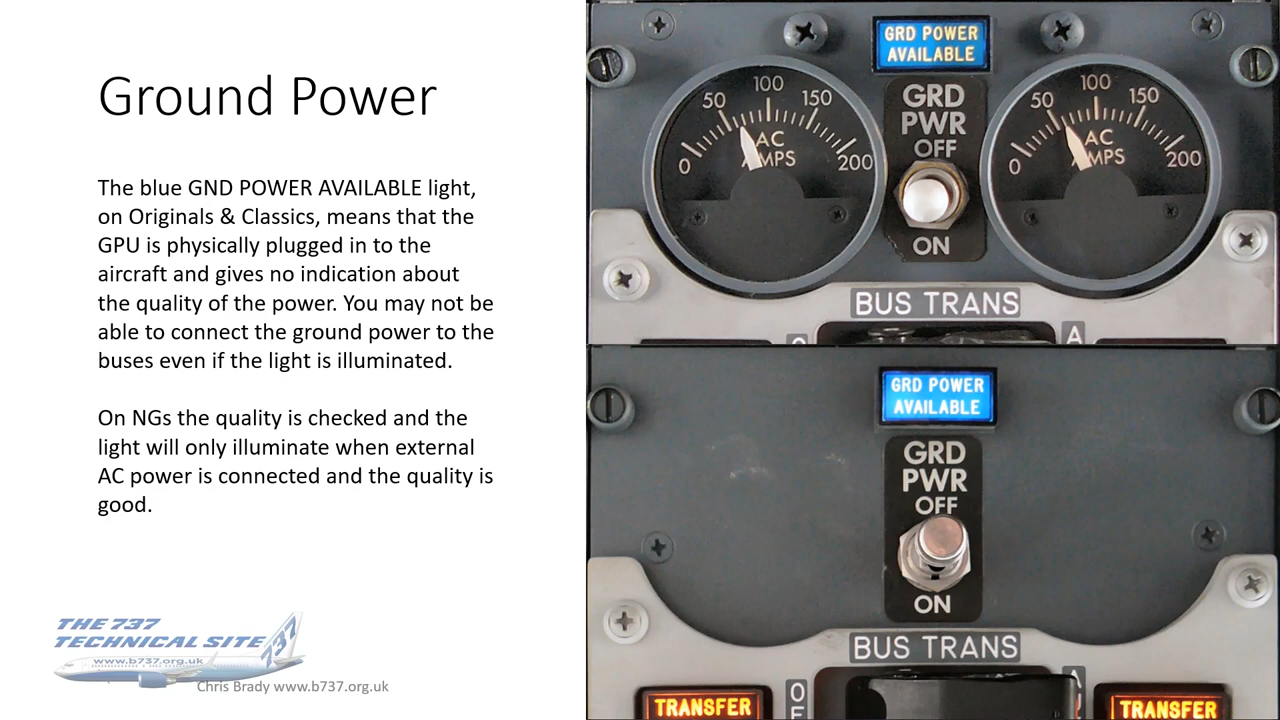 Ground Power
The blue GND POWER AVAILABLE light,
on Originals & Classics, means that the
GPU is physically plugged in to the
aircraft and gives no indication about
the quality of the power. You may not be
able to connect the ground power to the
buses even if the light is illuminated.
On NGs the quality is checked and the
light will only illuminate when external
AC power is connected and the quality is
good.
THE 737
TECHNICAL SITE
737
www.b737.org.uk
Chris Brady www.b737.org.uk
GRD POWER
AVAILABLE
0 50 100 150 200
AC
AMPS
GRD
PWR
OFF
ON
0 50 100 150 200
AC
AMPS
BUS TRANS
A
GRD POWER
AVAILABLE
GRD
PWR
OFF
ON
BUS TRANS
TRANSFER
TRANSFER